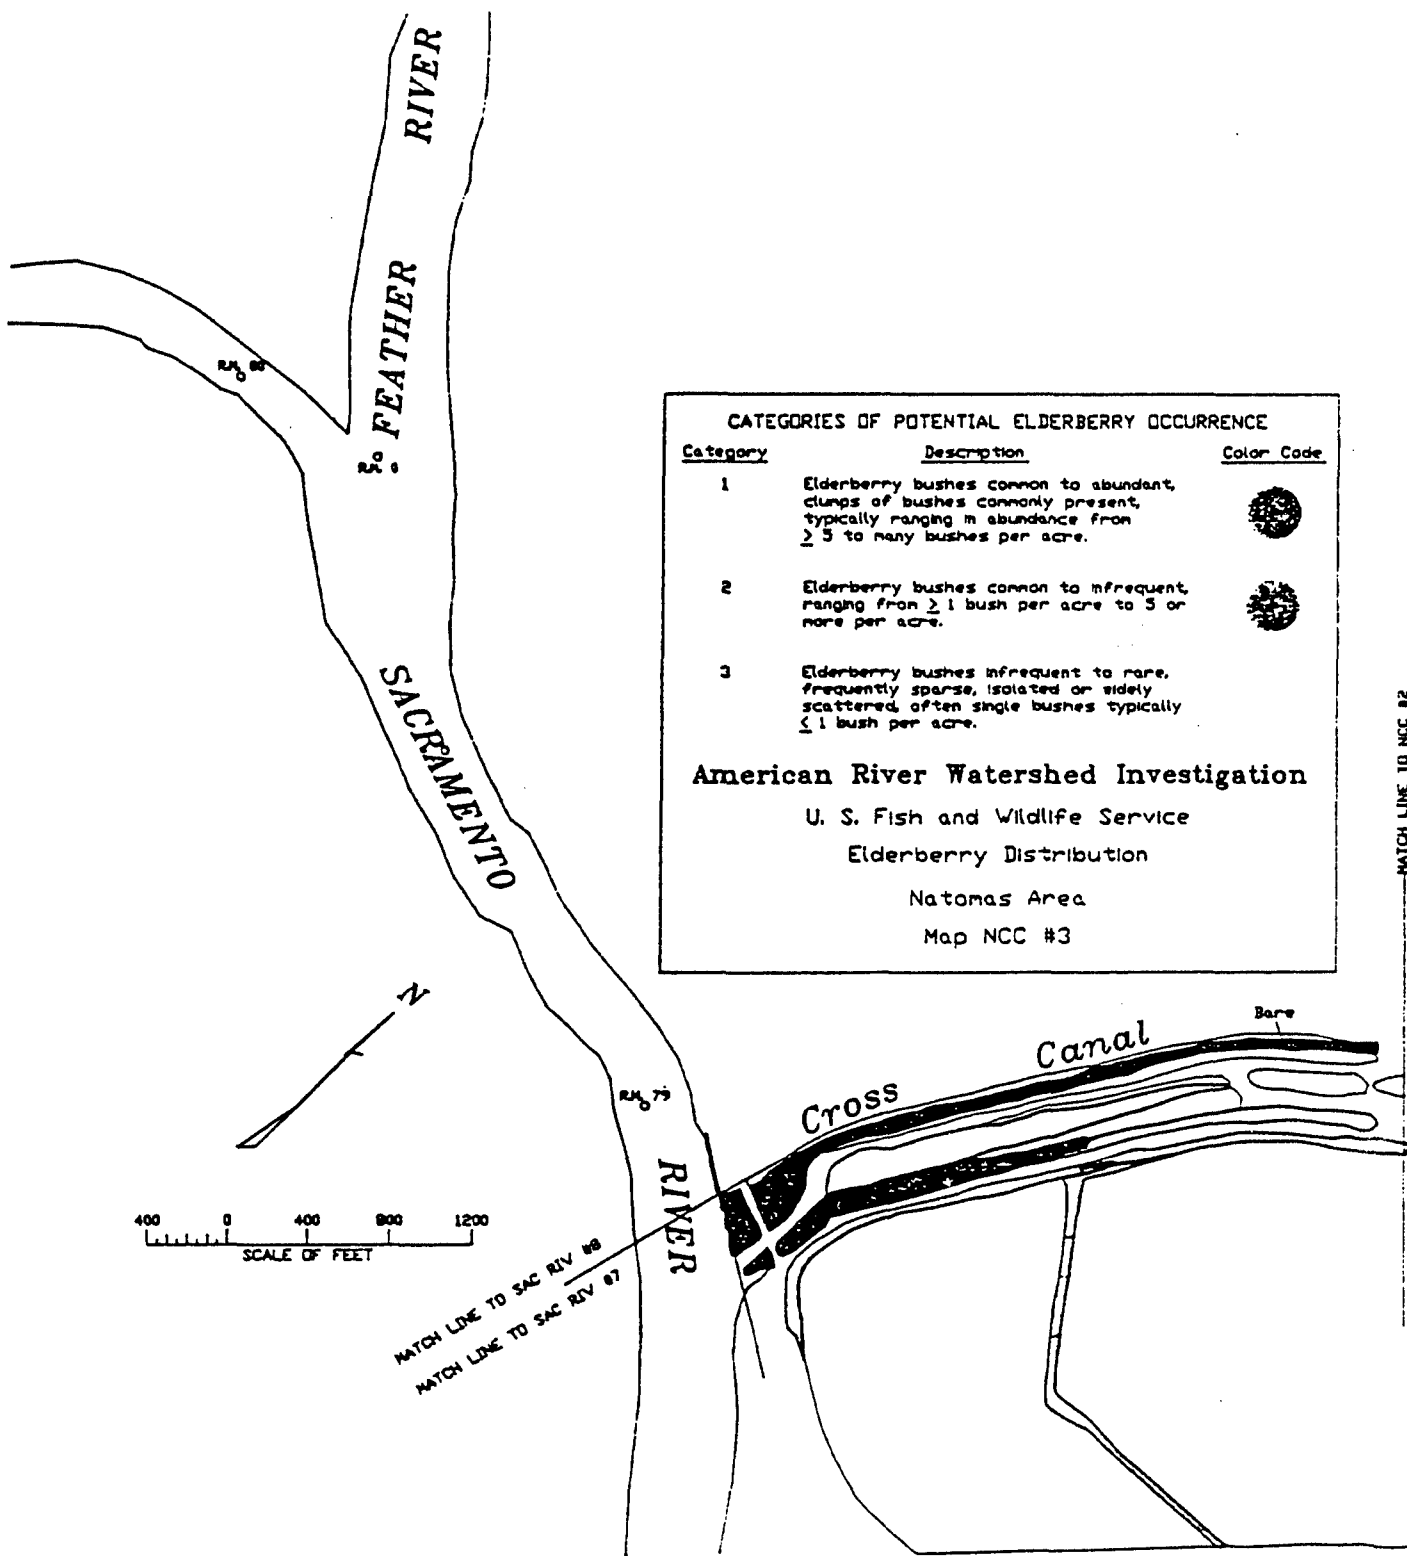 RIVER
FEATHER
R.M. 80
R.M. 0
CATEGORIES OF POTENTIAL ELDERBERRY OCCURRENCE
Category Description Color Code
1 Elderberry bushes common to abundant,
clumps of bushes commonly present,
typically ranging in abundance from
≥ 5 to many bushes per acre.
2 Elderberry bushes common to infrequent,
ranging from ≥ 1 bush per acre to 5 or
more per acre.
3 Elderberry bushes infrequent to rare,
frequently sparse, isolated or widely
scattered, often single bushes typically
≤ 1 bush per acre.
American River Watershed Investigation
U. S. Fish and Wildlife Service
Elderberry Distribution
Natomas Area
Map NCC #3
MATCH LINE TO NCC #2
SACRAMENTO
N
Bare
Cross Canal
R.M. 79
RIVER
400 0 400 800 1200
SCALE OF FEET
MATCH LINE TO SAC RIV #8
MATCH LINE TO SAC RIV #7